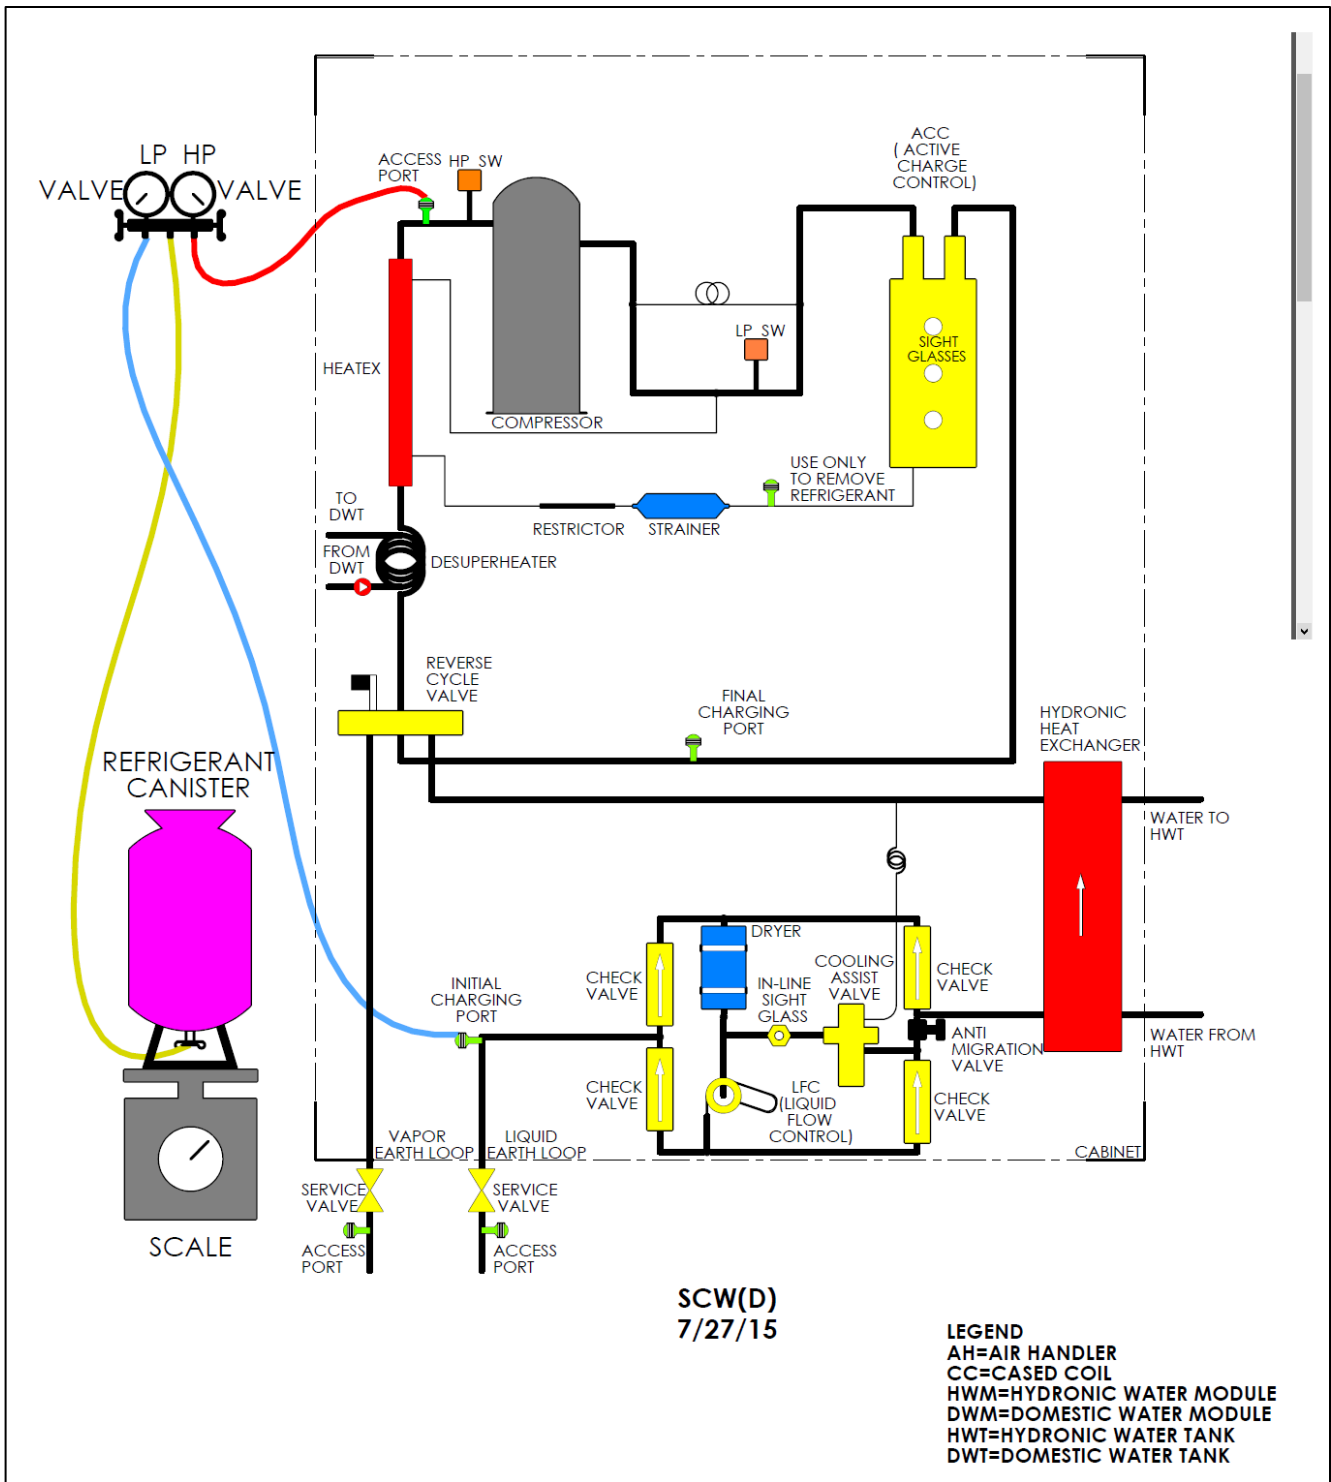 ACC
( ACTIVE
CHARGE
CONTROL)
LP HP
VALVE VALVE
ACCESS
PORT
HP SW
LP SW
SIGHT
GLASSES
HEATEX
COMPRESSOR
USE ONLY
TO REMOVE
REFRIGERANT
TO
DWT
RESTRICTOR
STRAINER
FROM
DWT
DESUPERHEATER
REVERSE
CYCLE
VALVE
FINAL
CHARGING
PORT
HYDRONIC
HEAT
EXCHANGER
REFRIGERANT
CANISTER
WATER TO
HWT
DRYER
COOLING
ASSIST
VALVE
CHECK
VALVE
IN-LINE
SIGHT
GLASS
CHECK
VALVE
INITIAL
CHARGING
PORT
ANTI
MIGRATION
VALVE
WATER FROM
HWT
CHECK
VALVE
LFC
(LIQUID
FLOW
CONTROL)
CHECK
VALVE
VAPOR
EARTH LOOP
LIQUID
EARTH LOOP
CABINET
SERVICE
VALVE
SERVICE
VALVE
SCALE
ACCESS
PORT
ACCESS
PORT
SCW(D)
7/27/15
LEGEND
AH=AIR HANDLER
CC=CASED COIL
HWM=HYDRONIC WATER MODULE
DWM=DOMESTIC WATER MODULE
HWT=HYDRONIC WATER TANK
DWT=DOMESTIC WATER TANK